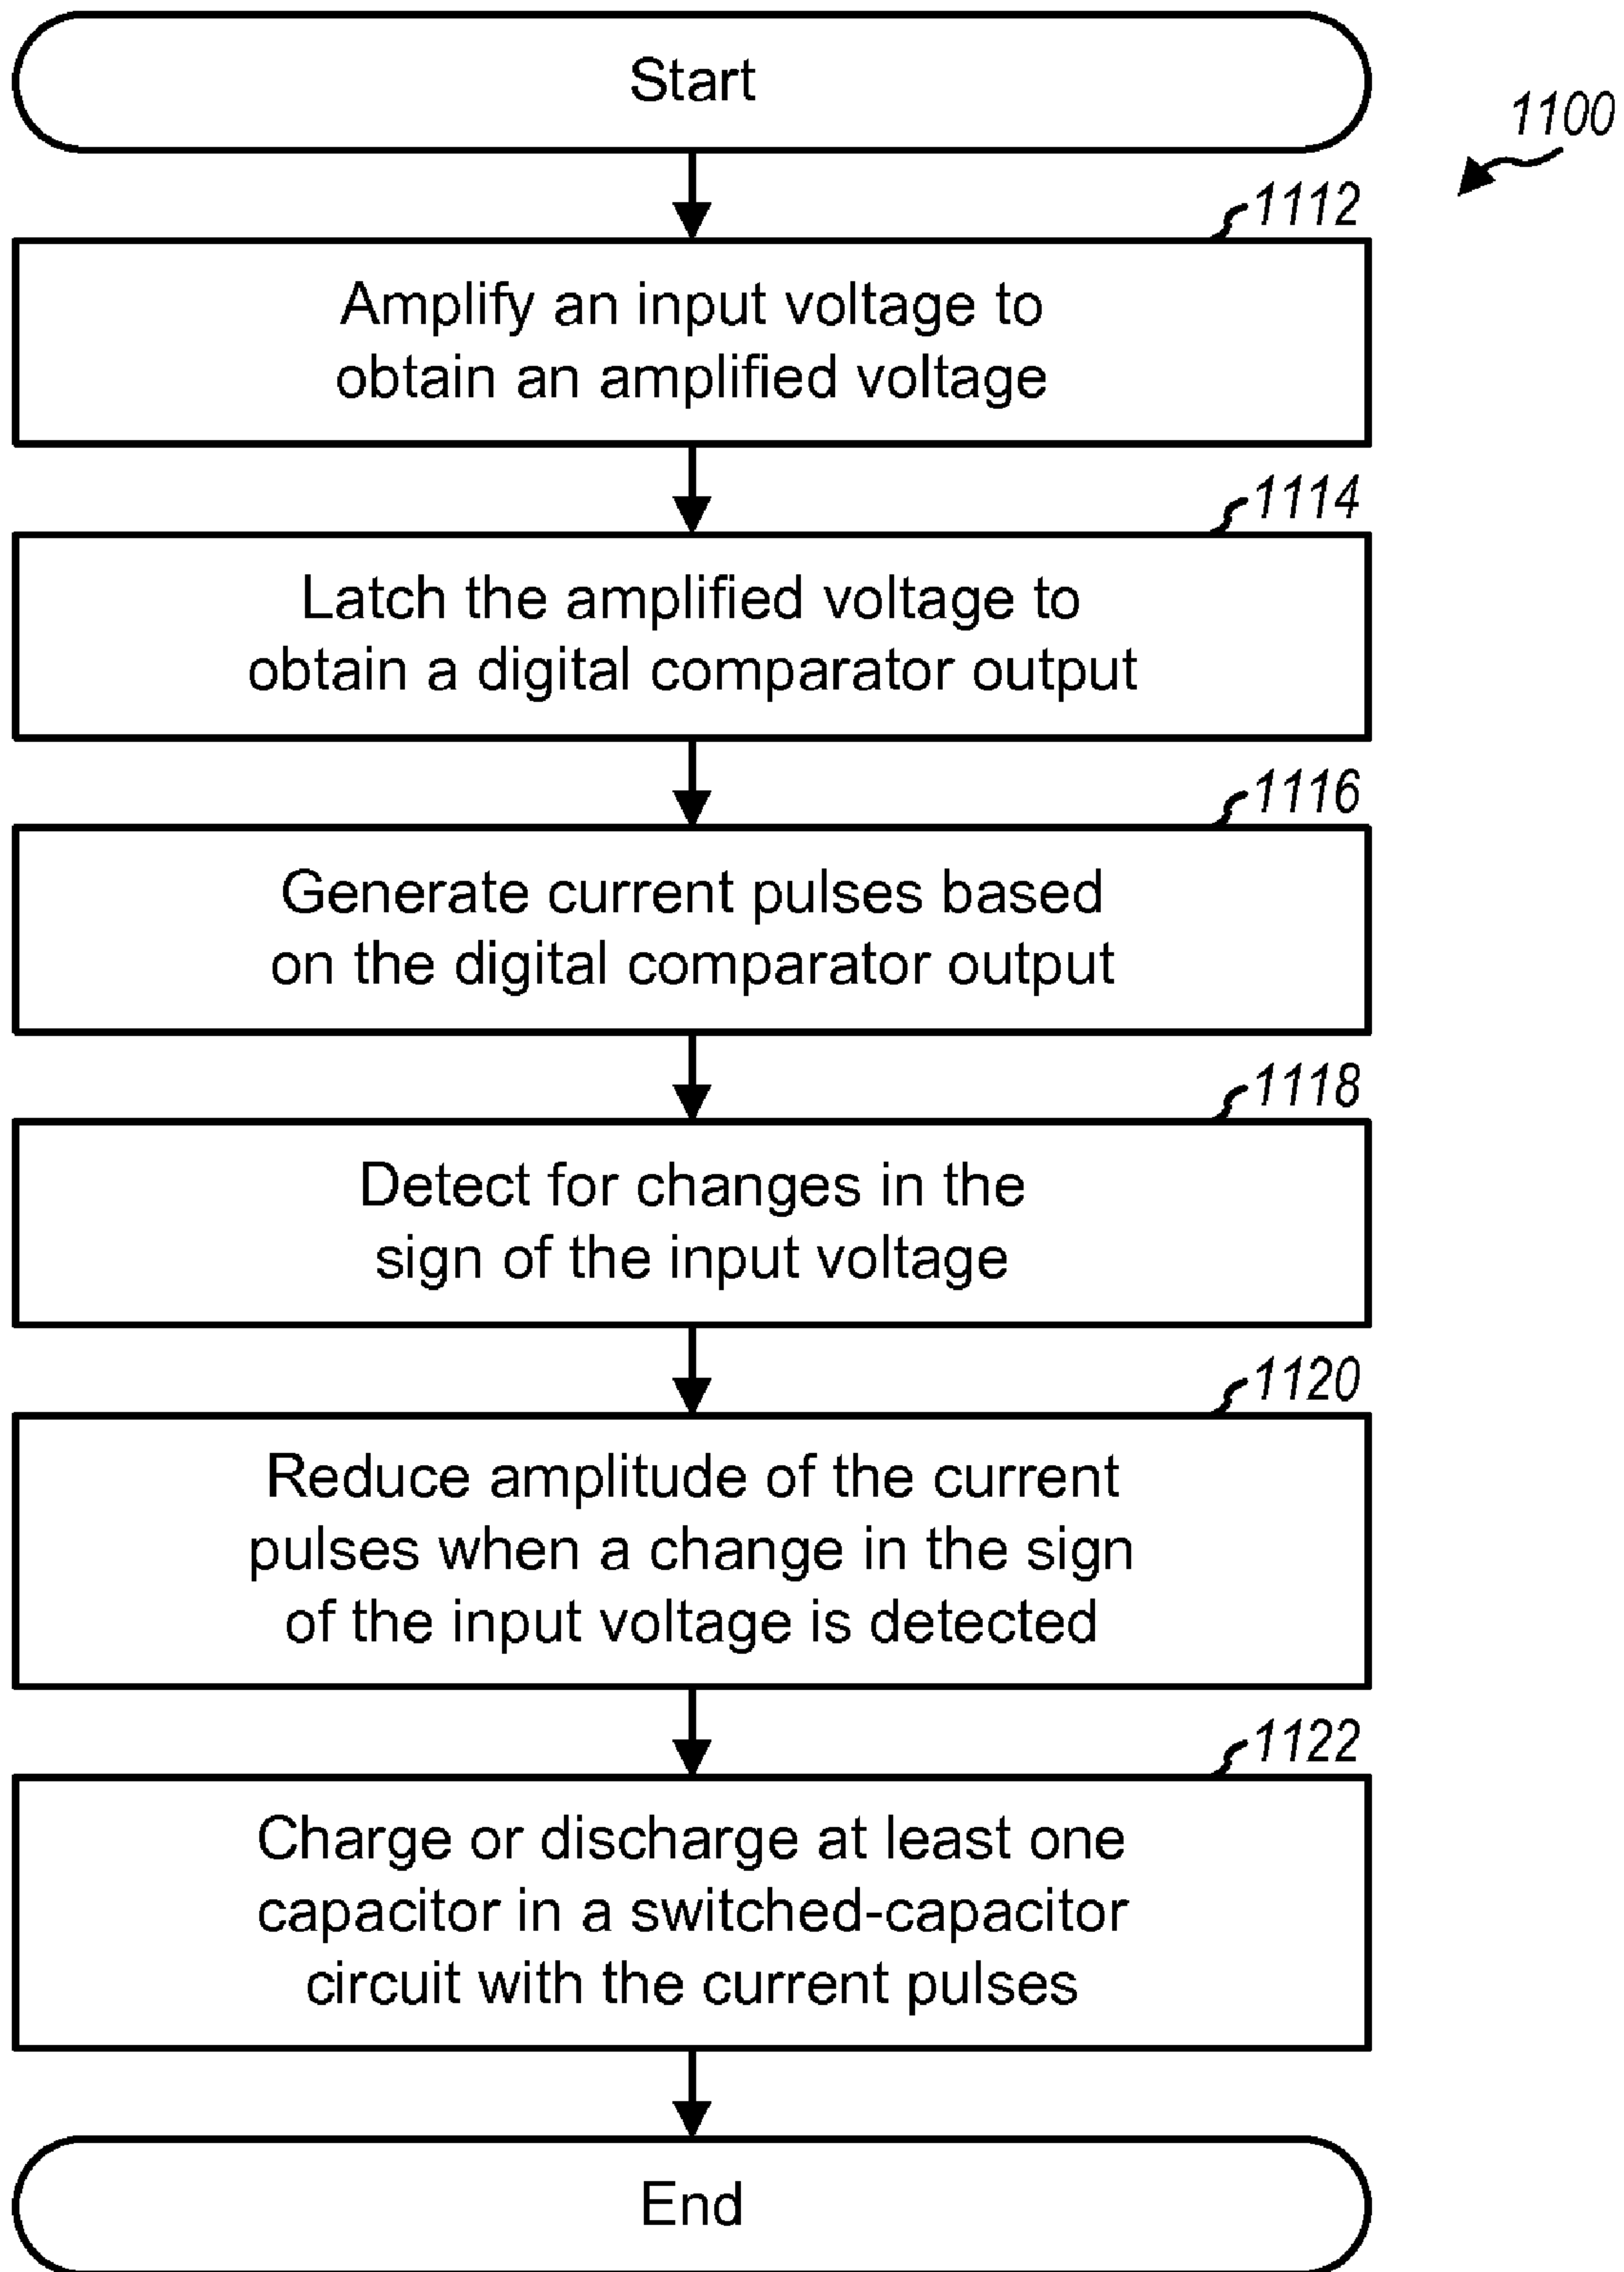 Start
1100
1112
Amplify an input voltage to
obtain an amplified voltage
1114
Latch the amplified voltage to
obtain a digital comparator output
1116
Generate current pulses based
on the digital comparator output
1118
Detect for changes in the
sign of the input voltage
1120
Reduce amplitude of the current
pulses when a change in the sign
of the input voltage is detected
1122
Charge or discharge at least one
capacitor in a switched-capacitor
circuit with the current pulses
End